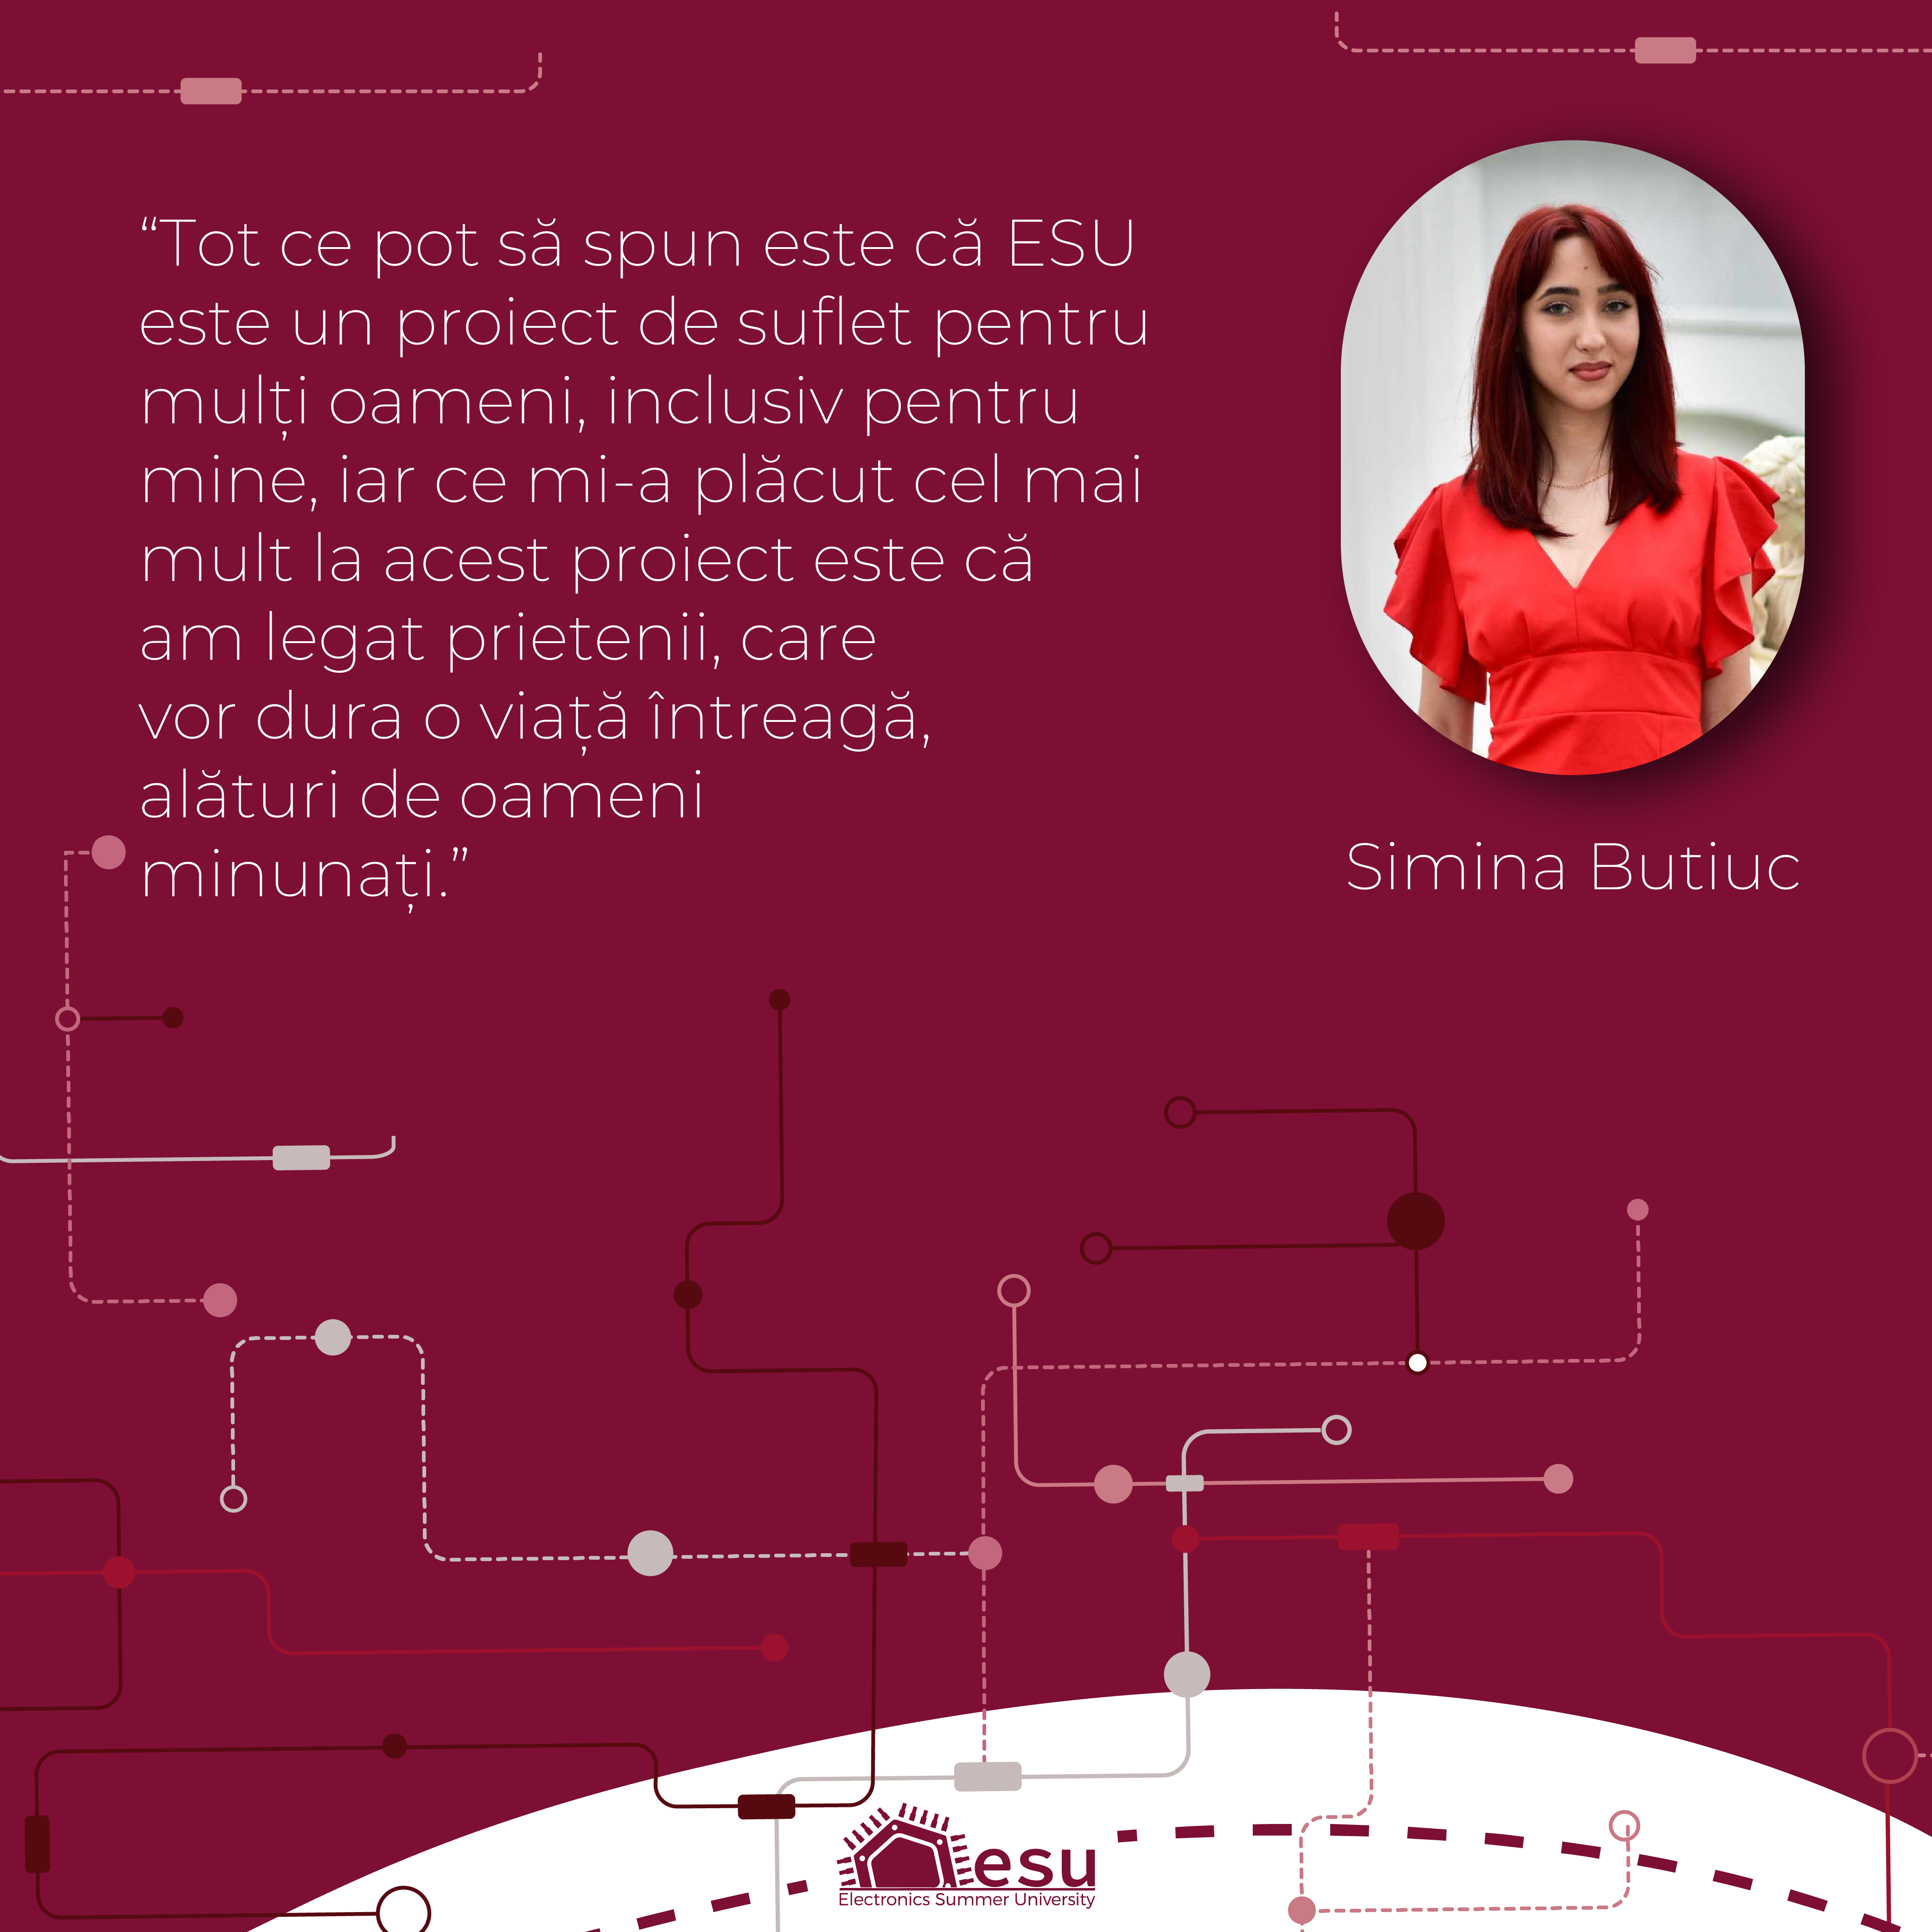 “Tot ce pot să spun este că ESU
este un proiect de suflet pentru
mulți oameni, inclusiv pentru
mine, iar ce mi-a plăcut cel mai
mult la acest proiect este că
am legat prietenii, care
vor dura o viață întreagă,
alături de oameni
minunați.”
Simina Butiuc
esu
Electronics Summer University